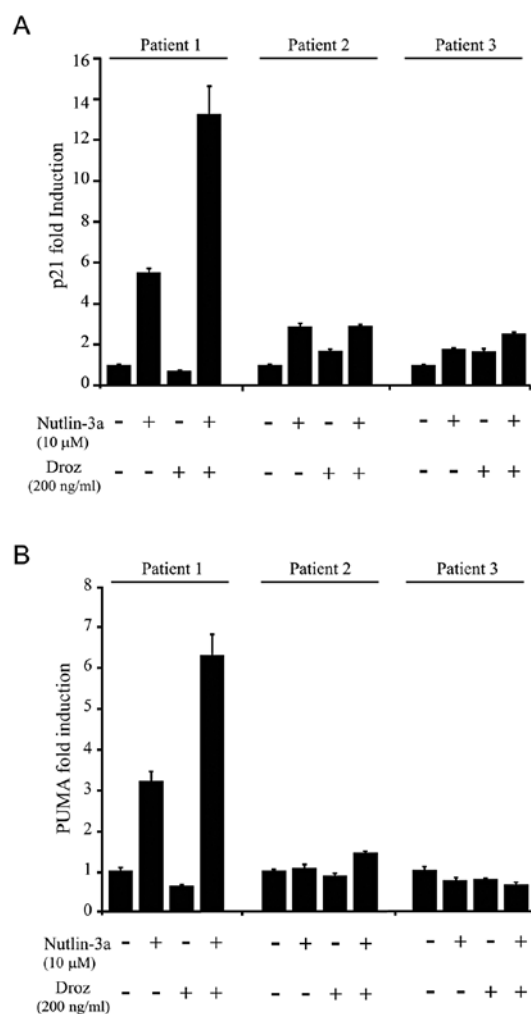 A
Patient 1 Patient 2 Patient 3
16
14
12
10
8
6
4
2
0
p21 fold Induction
Nutlin-3a - + - + - + - + - + - +
(10 µM)
Droz - - + + - - + + - - + +
(200 ng/ml)
B
Patient 1 Patient 2 Patient 3
8
7
6
5
4
3
2
1
0
PUMA fold induction
Nutlin-3a - + - + - + - + - + - +
(10 µM)
Droz - - + + - - + + - - + +
(200 ng/ml)